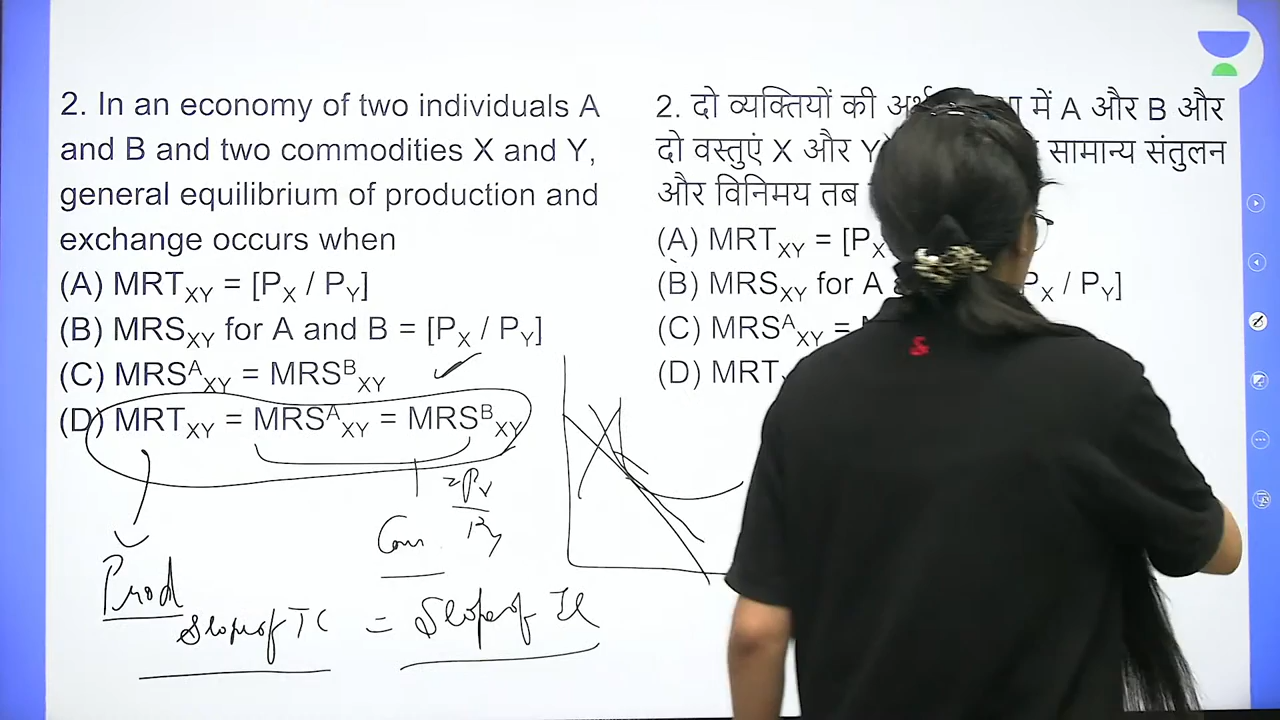 2. In an economy of two individuals A
and B and two commodities X and Y,
general equilibrium of production and
exchange occurs when
(A) MRTXY = [PX / PY]
(B) MRSXY for A and B = [PX / PY]
(C) MRSAXY = MRSBXY
(D) MRTXY = MRSAXY = MRSBXY
Prod
Slope of TC = Slope of IC
2. दो व्यक्तियों की में A और B और
दो वस्तुएं X और Y सामान्य संतुलन
और विनिमय तब
(A) MRTXY = [PX
(B) MRSXY for A PX / PY]
(C) MRSAXY =
(D) MRT